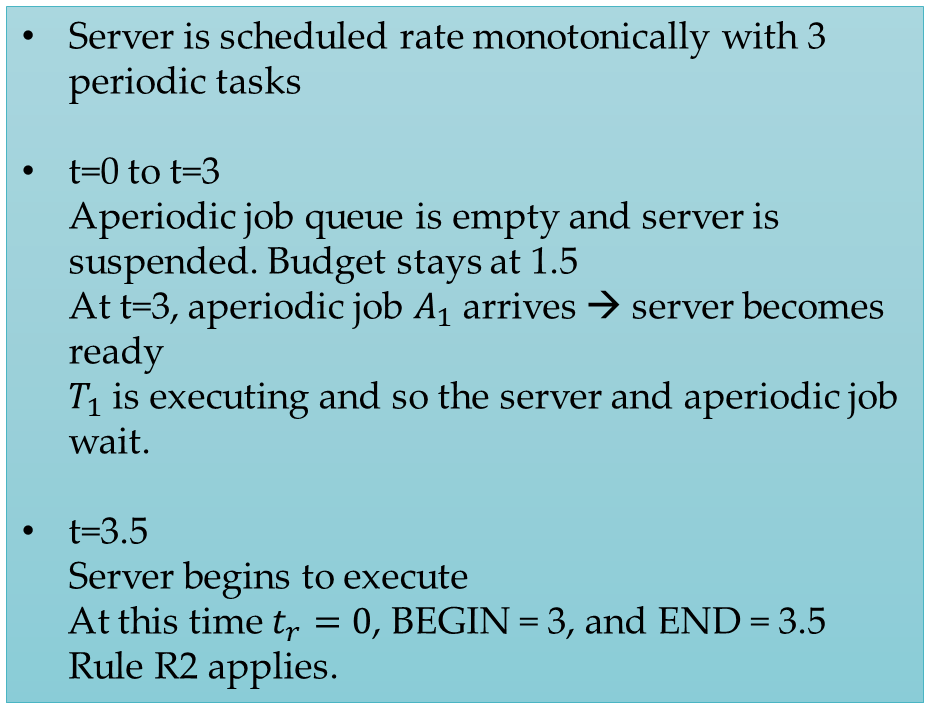 • Server is scheduled rate monotonically with 3
periodic tasks
• t=0 to t=3
Aperiodic job queue is empty and server is
suspended. Budget stays at 1.5
At t=3, aperiodic job 𝐴₁ arrives → server becomes
ready
𝑇₁ is executing and so the server and aperiodic job
wait.
• t=3.5
Server begins to execute
At this time 𝑡ᵣ = 0, BEGIN = 3, and END = 3.5
Rule R2 applies.